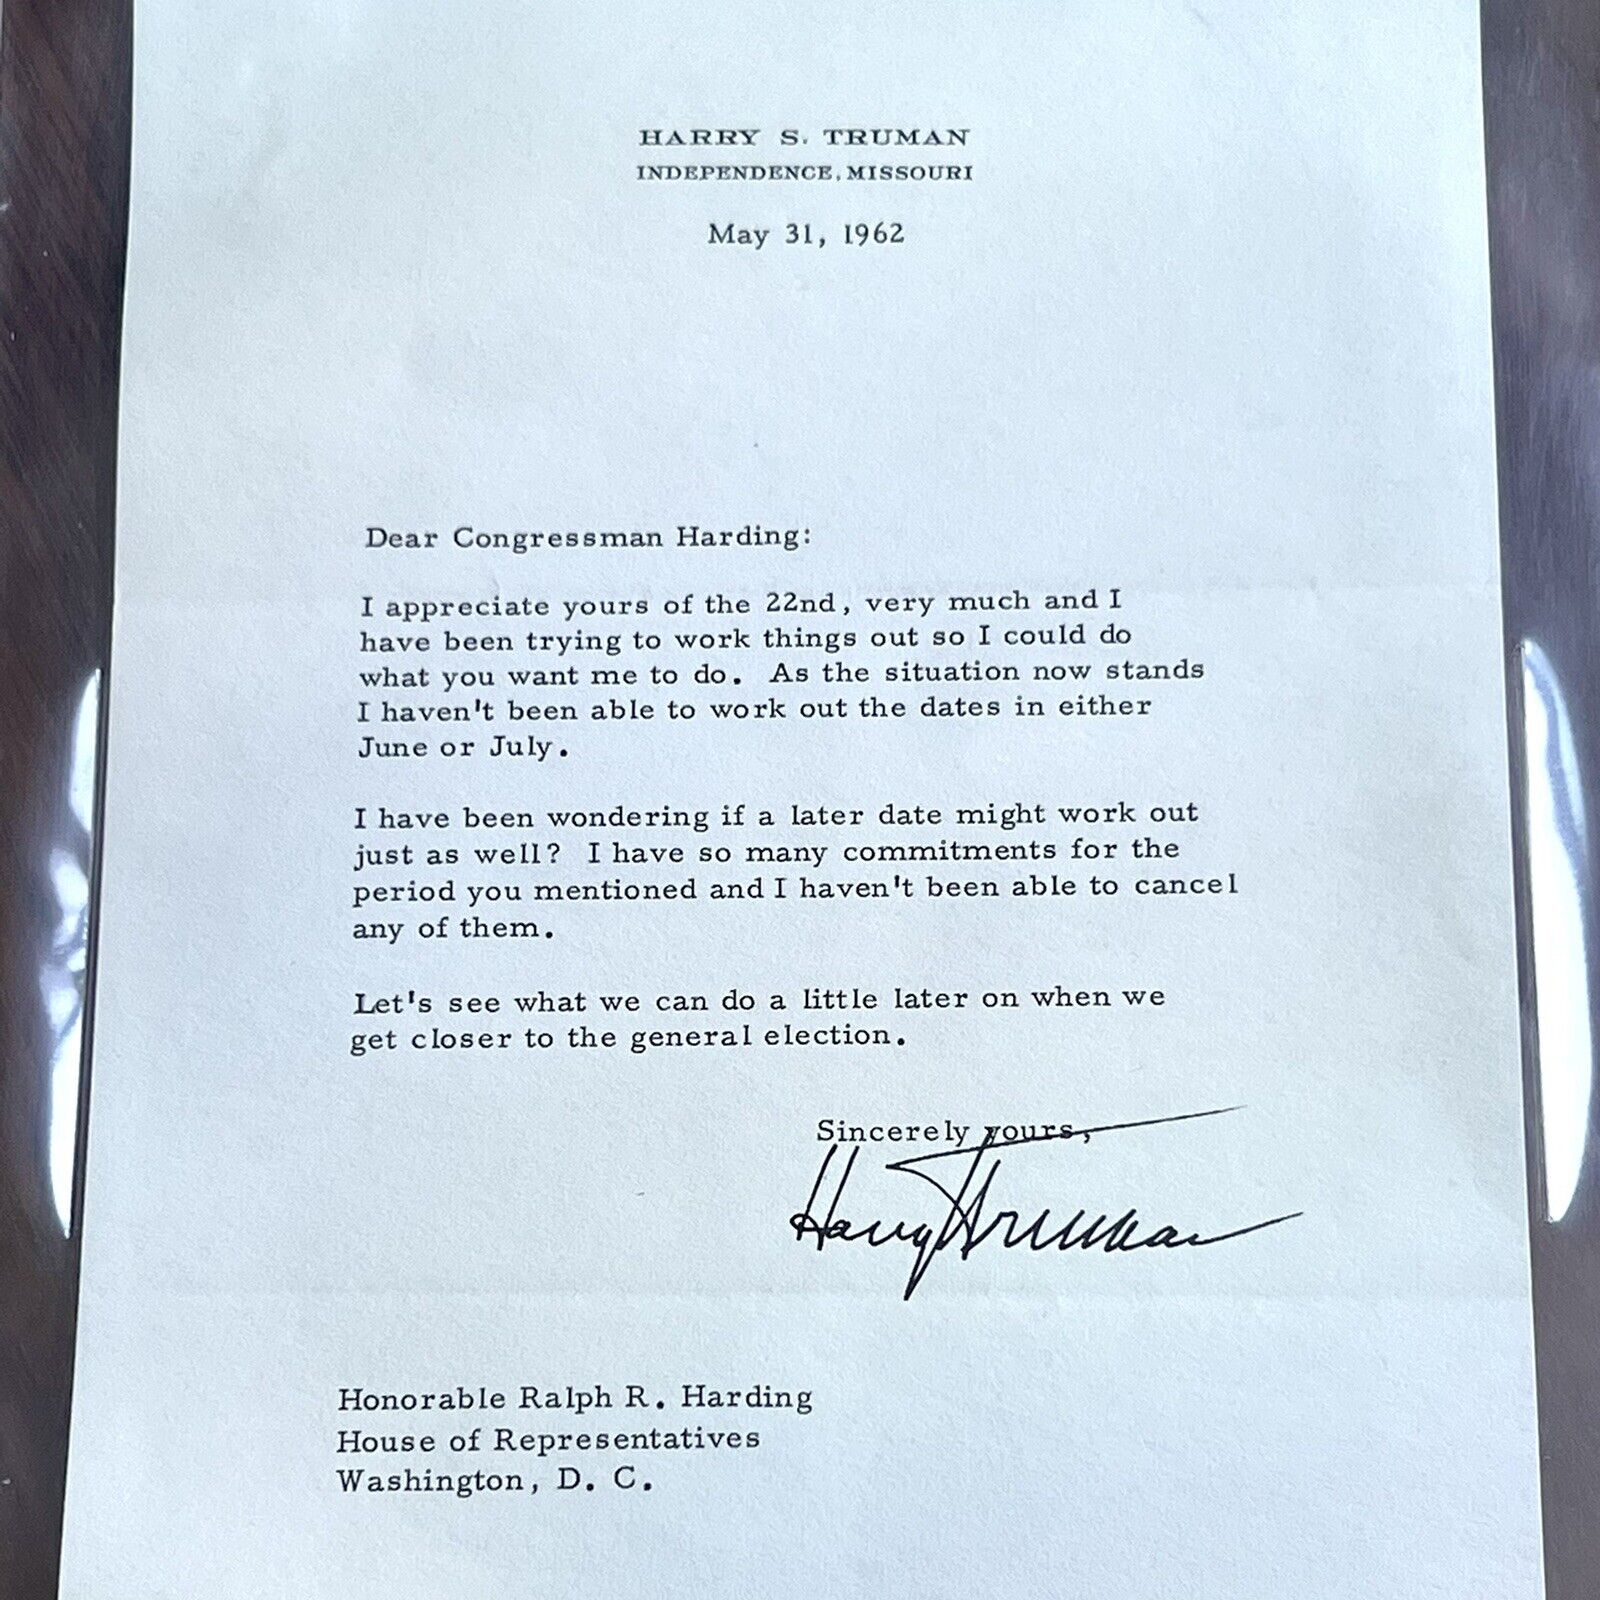 HARRY S. TRUMAN
INDEPENDENCE, MISSOURI
May 31, 1962
Dear Congressman Harding:
I appreciate yours of the 22nd, very much and I
have been trying to work things out so I could do
what you want me to do. As the situation now stands
I haven't been able to work out the dates in either
June or July.
I have been wondering if a later date might work out
just as well? I have so many commitments for the
period you mentioned and I haven't been able to cancel
any of them.
Let's see what we can do a little later on when we
get closer to the general election.
Sincerely yours,
Harry Truman
Honorable Ralph R. Harding
House of Representatives
Washington, D. C.